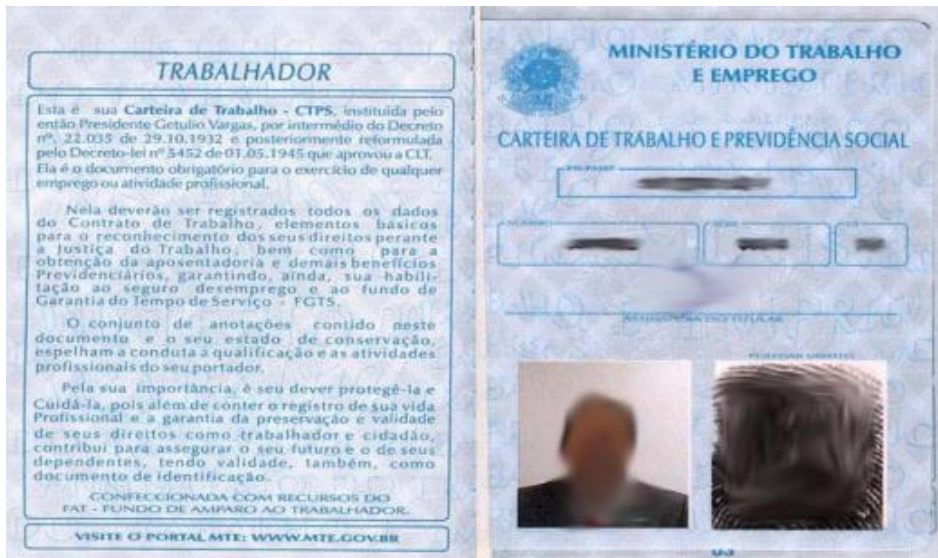 TRABALHADOR
Esta é sua Carteira de Trabalho - CTPS, instituída pelo
então Presidente Getulio Vargas, por intermédio do Decreto
nº. 22.035 de 29.10.1932 e posteriormente reformulada
pelo Decreto-lei nº 5452 de 01.05.1945 que aprovou a CLT.
Ela é o documento obrigatório para o exercício de qualquer
emprego ou atividade profissional.
Nela deverão ser registrados todos os dados
do Contrato de Trabalho, elementos básicos
para o reconhecimento dos seus direitos perante
a Justiça do Trabalho, bem como para a
obtenção da aposentadoria e demais benefícios
Previdenciários, garantindo, ainda, sua habili-
tação ao seguro desemprego e ao fundo de
Garantia do Tempo de Serviço - FGTS.
O conjunto de anotações contido neste
documento e o seu estado de conservação,
espelham a conduta a qualificação e as atividades
profissionais do seu portador.
Pela sua importância, é seu dever protegê-la e
Cuidá-la, pois além de conter o registro de sua vida
Profissional e a garantia da preservação e validade
de seus direitos como trabalhador e cidadão,
contribui para assegurar o seu futuro e o de seus
dependentes, tendo validade, também, como
documento de identificação.
CONFECCIONADA COM RECURSOS DO
FAT - FUNDO DE AMPARO AO TRABALHADOR.
VISITE O PORTAL MTE: WWW.MTE.GOV.BR
MINISTÉRIO DO TRABALHO
E EMPREGO
CARTEIRA DE TRABALHO E PREVIDÊNCIA SOCIAL
ASSINATURA DO TITULAR
POLEGAR DIREITO